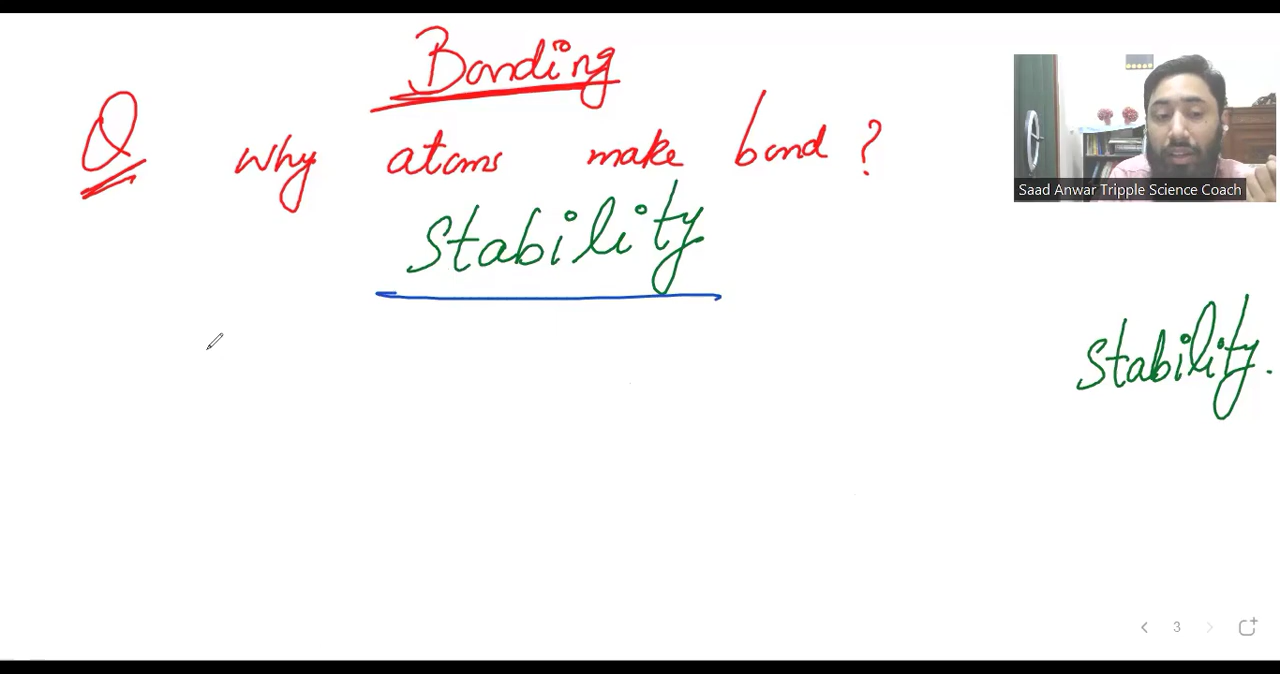 Bonding
Q why atoms make bond ?
Stability
Saad Anwar Tripple Science Coach
Stability.
3